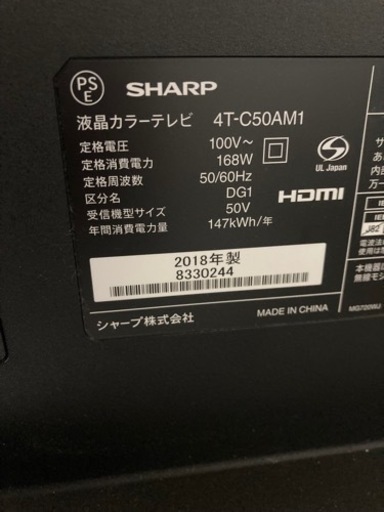 PS
E
SHARP
液晶カラーテレビ 4T-C50AM1
定格電圧 100V～
定格消費電力 168W
定格周波数 50/60Hz
区分名 DG1
受信機型サイズ 50V
年間消費電力量 147kWh/年
S
UL Japan
HDMI
2018年製
8330244
シャープ株式会社
MADE IN CHINA